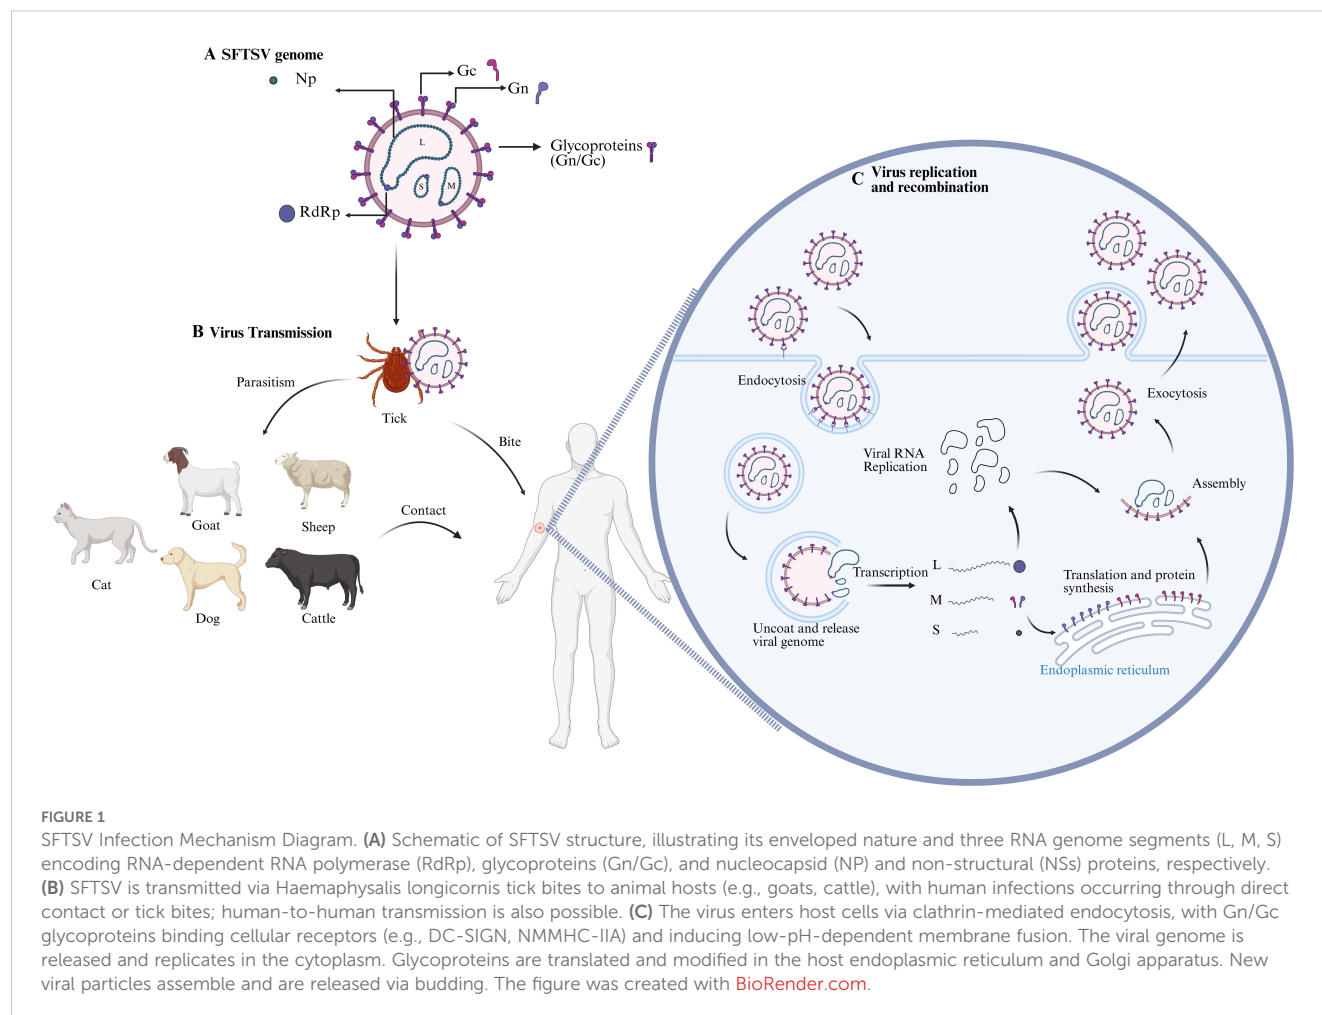 A SFTSV genome
Np
Gc
Gn
Glycoproteins
(Gn/Gc)
L
S
M
RdRp
B Virus Transmission
Parasitism
Tick
Bite
Goat
Sheep
Contact
Cat
Dog
Cattle
C Virus replication
and recombination
Endocytosis
Exocytosis
Viral RNA
Replication
Assembly
Transcription
L
M
S
Translation and protein
synthesis
Uncoat and release
viral genome
Endoplasmic reticulum
FIGURE 1
SFTSV Infection Mechanism Diagram. (A) Schematic of SFTSV structure, illustrating its enveloped nature and three RNA genome segments (L, M, S)
encoding RNA-dependent RNA polymerase (RdRp), glycoproteins (Gn/Gc), and nucleocapsid (NP) and non-structural (NSs) proteins, respectively.
(B) SFTSV is transmitted via Haemaphysalis longicornis tick bites to animal hosts (e.g., goats, cattle), with human infections occurring through direct
contact or tick bites; human-to-human transmission is also possible. (C) The virus enters host cells via clathrin-mediated endocytosis, with Gn/Gc
glycoproteins binding cellular receptors (e.g., DC-SIGN, NMMHC-IIA) and inducing low-pH-dependent membrane fusion. The viral genome is
released and replicates in the cytoplasm. Glycoproteins are translated and modified in the host endoplasmic reticulum and Golgi apparatus. New
viral particles assemble and are released via budding. The figure was created with BioRender.com.